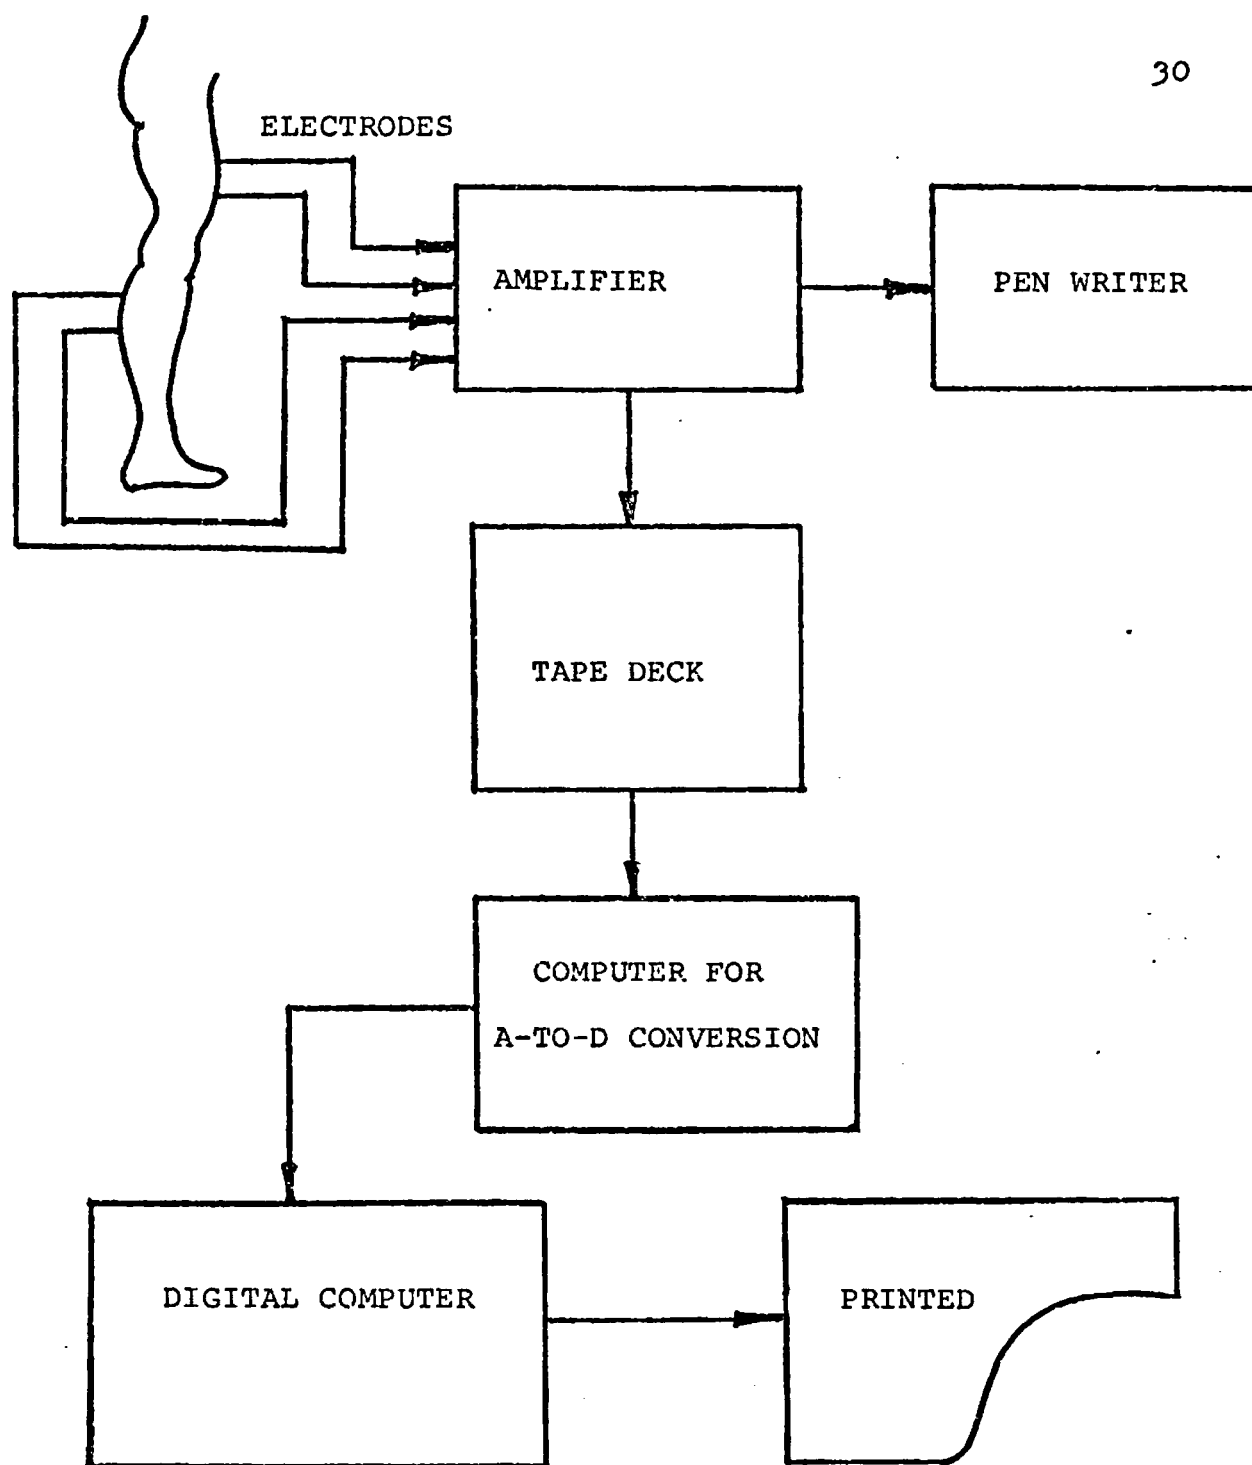 30
ELECTRODES
AMPLIFIER
PEN WRITER
TAPE DECK
COMPUTER FOR
A-TO-D CONVERSION
DIGITAL COMPUTER
PRINTED